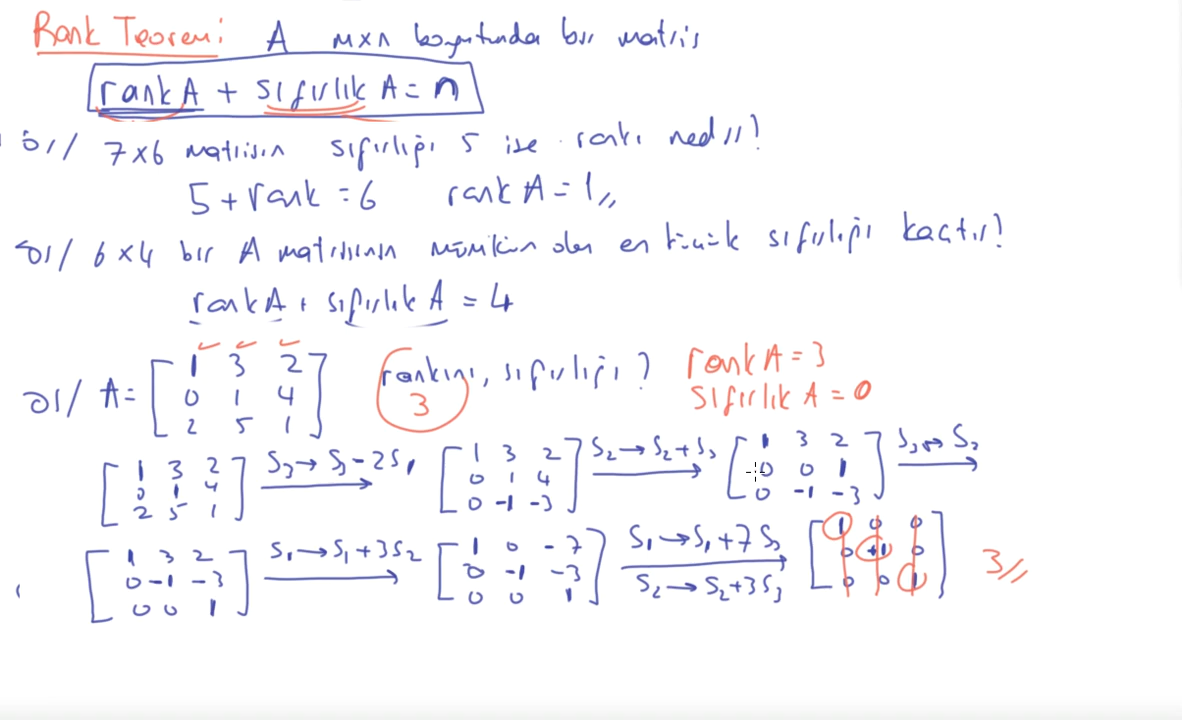 Rank Teoremi: A mxn boyutunda bir matris
rank A + sıfırlık A = n
ör// 7x6 matrisin sıfırlığı 5 ise rankı nedir?
5 + rank = 6 rank A = 1//
ör/ 6x4 bir A matrisinin mümkün olan en küçük sıfırlığı kaçtır?
rank A + sıfırlık A = 4
ör/ A = [1 3 2; 0 1 4; 2 5 1] rankını, sıfırlığı? 3 rank A = 3
sıfırlık A = 0
[1 3 2; 0 1 4; 2 5 1] S3 → S3 - 2S1 [1 3 2; 0 1 4; 0 -1 -3] S2 → S2 + S3 [1 3 2; 0 0 1; 0 -1 -3] S3 ↔ S2
[1 3 2; 0 -1 -3; 0 0 1] S1 → S1 + 3S2 [1 0 -7; 0 -1 -3; 0 0 1] S1 → S1 + 7S3 S2 → S2 + 3S3 [1 0 0; 0 +1 0; 0 0 1] 3//